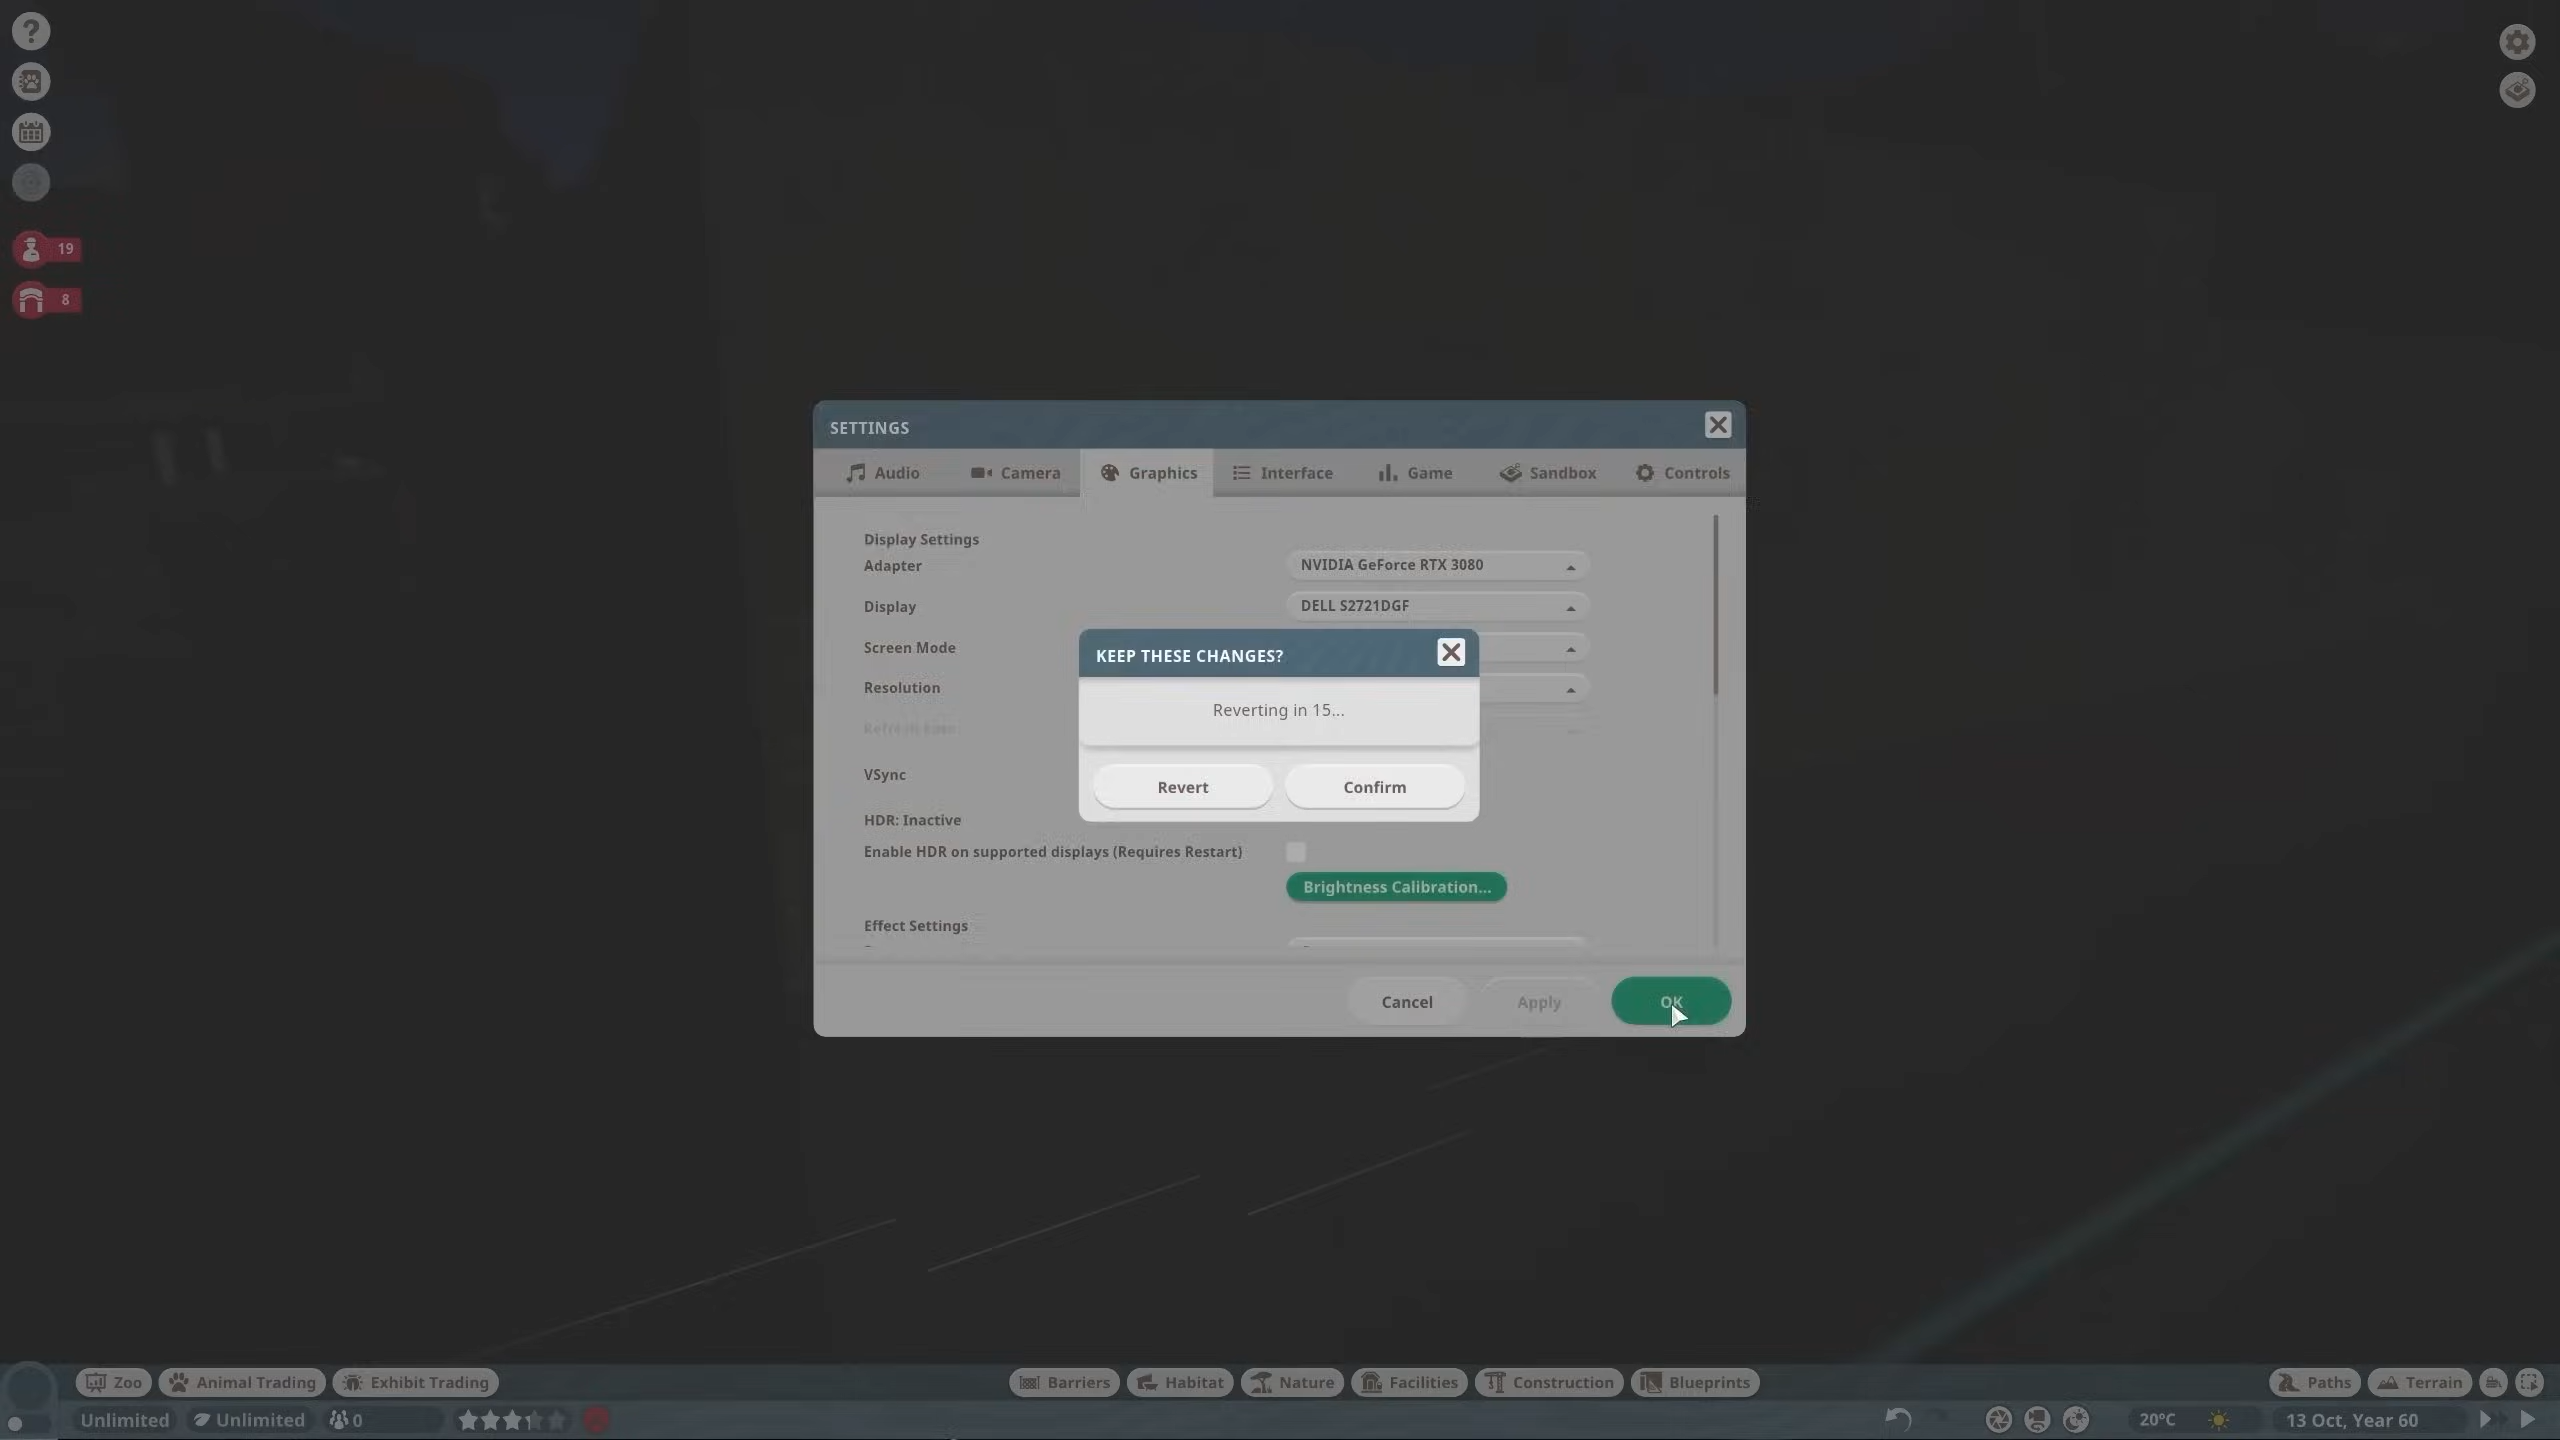 19
8
SETTINGS
Audio
Camera
Graphics
Interface
Game
Sandbox
Controls
Display Settings
Adapter
NVIDIA GeForce RTX 3080
Display
DELL S2721DGF
Screen Mode
Resolution
KEEP THESE CHANGES?
Reverting in 15...
Revert
Confirm
VSync
HDR: Inactive
Enable HDR on supported displays (Requires Restart)
Brightness Calibration...
Effect Settings
Cancel
Apply
OK
Zoo
Animal Trading
Exhibit Trading
Barriers
Habitat
Nature
Facilities
Construction
Blueprints
Paths
Terrain
Unlimited
Unlimited
0
20°C
13 Oct, Year 60